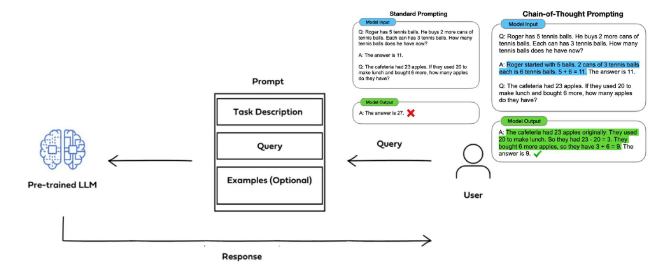 Standard Prompting
Model Input
Q: Roger has 5 tennis balls. He buys 2 more cans of
tennis balls. Each can has 3 tennis balls. How many
tennis balls does he have now?
A: The answer is 11.
Q: The cafeteria had 23 apples. If they used 20 to
make lunch and bought 6 more, how many apples
do they have?
Model Output
A: The answer is 27.
Chain-of-Thought Prompting
Model Input
Q: Roger has 5 tennis balls. He buys 2 more cans of
tennis balls. Each can has 3 tennis balls. How many
tennis balls does he have now?
A: Roger started with 5 balls. 2 cans of 3 tennis balls
each is 6 tennis balls. 5 + 6 = 11. The answer is 11.
Q: The cafeteria had 23 apples. If they used 20 to
make lunch and bought 6 more, how many apples
do they have?
Model Output
A: The cafeteria had 23 apples originally. They used
20 to make lunch. So they had 23 - 20 = 3. They
bought 6 more apples, so they have 3 + 6 = 9. The
answer is 9.
Prompt
Task Description
Query
Examples (Optional)
Pre-trained LLM
Query
User
Response